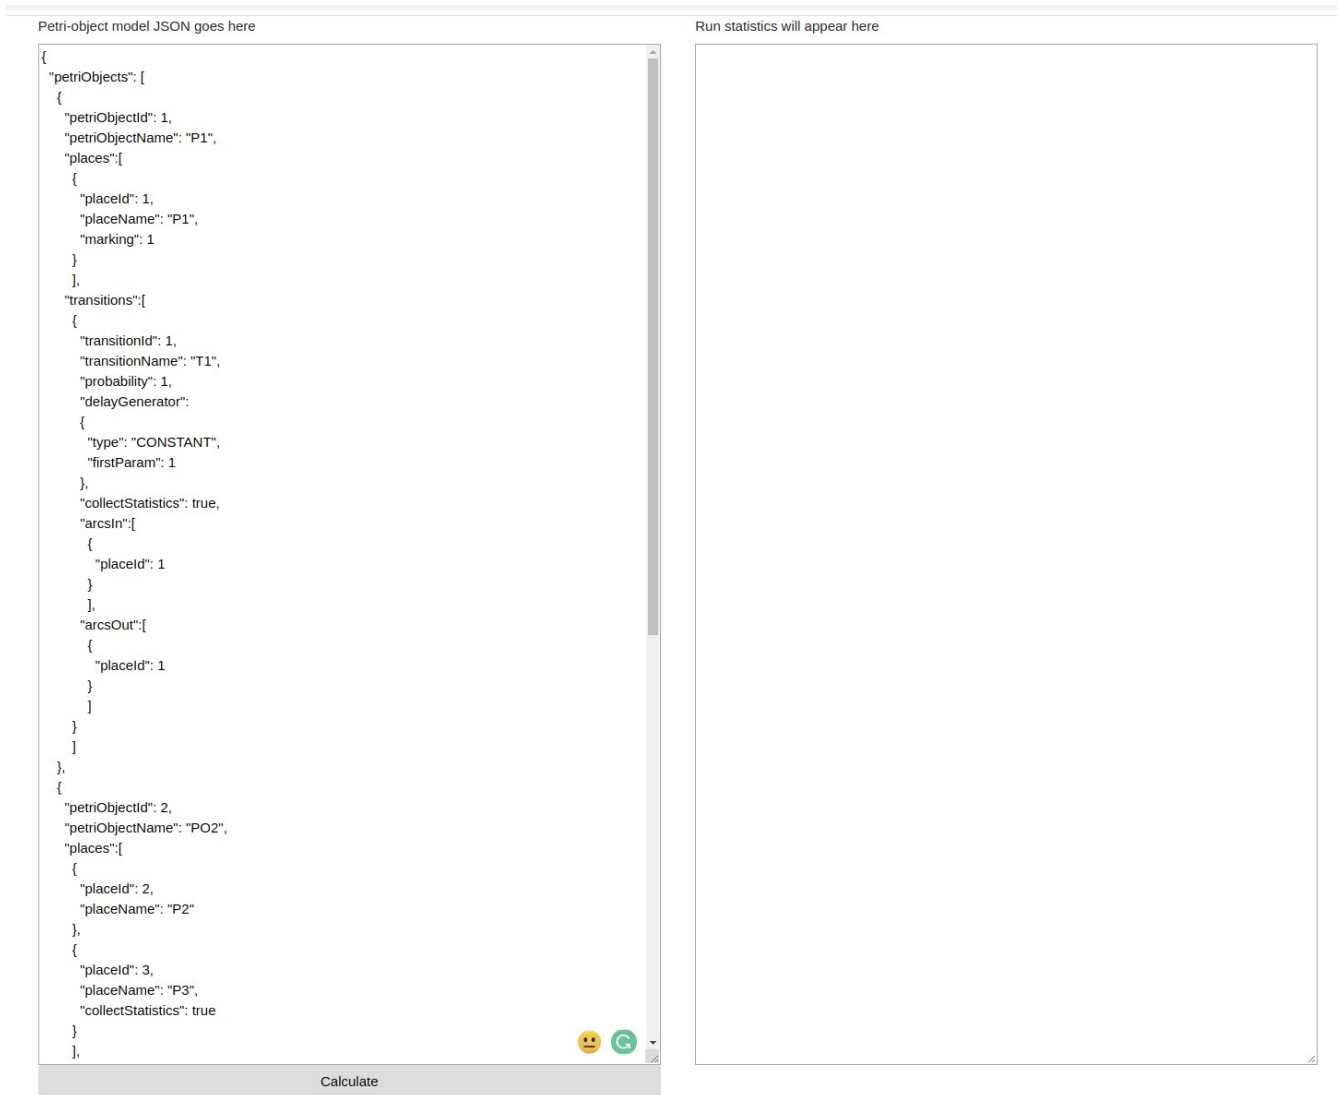 Petri-object model JSON goes here
Run statistics will appear here
{
"petriObjects": [
{
"petriObjectId": 1,
"petriObjectName": "P1",
"places":[
{
"placeId": 1,
"placeName": "P1",
"marking": 1
}
],
"transitions":[
{
"transitionId": 1,
"transitionName": "T1",
"probability": 1,
"delayGenerator":
{
"type": "CONSTANT",
"firstParam": 1
},
"collectStatistics": true,
"arcsIn":[
{
"placeId": 1
}
],
"arcsOut":[
{
"placeId": 1
}
]
}
]
},
{
"petriObjectId": 2,
"petriObjectName": "PO2",
"places":[
{
"placeId": 2,
"placeName": "P2"
},
{
"placeId": 3,
"placeName": "P3",
"collectStatistics": true
}
],
Calculate